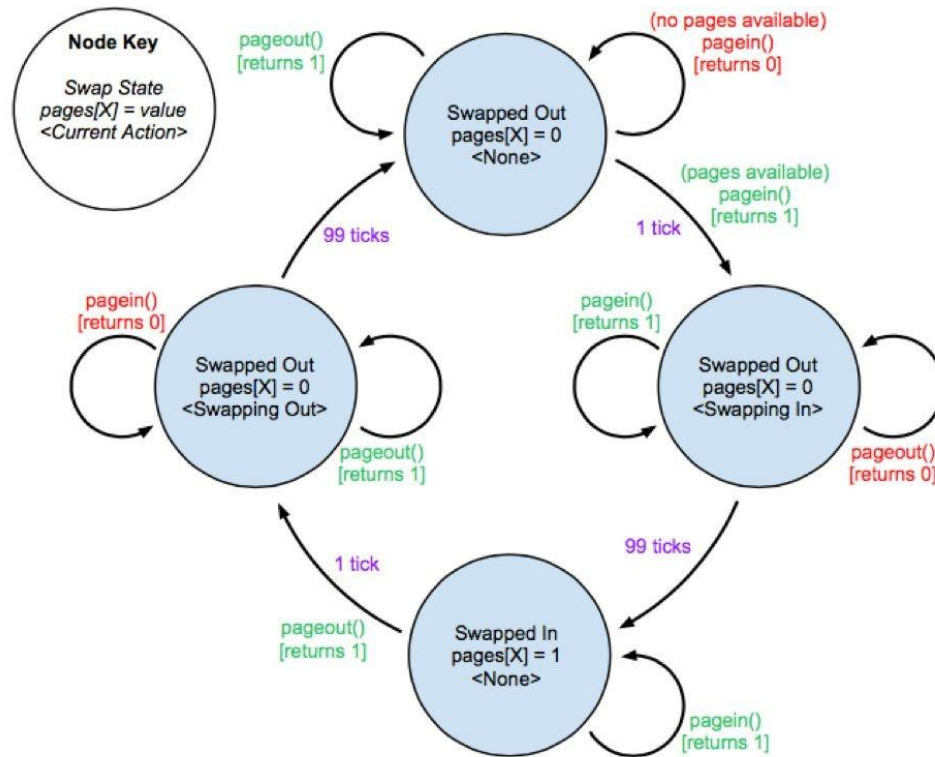 Node Key
Swap State
pages[X] = value
<Current Action>
pageout()
[returns 1]
(no pages available)
pagein()
[returns 0]
Swapped Out
pages[X] = 0
<None>
(pages available)
pagein()
[returns 1]
99 ticks
1 tick
pagein()
[returns 0]
Swapped Out
pages[X] = 0
<Swapping Out>
pageout()
[returns 1]
pagein()
[returns 1]
Swapped Out
pages[X] = 0
<Swapping In>
pageout()
[returns 0]
1 tick
99 ticks
pageout()
[returns 1]
Swapped In
pages[X] = 1
<None>
pagein()
[returns 1]